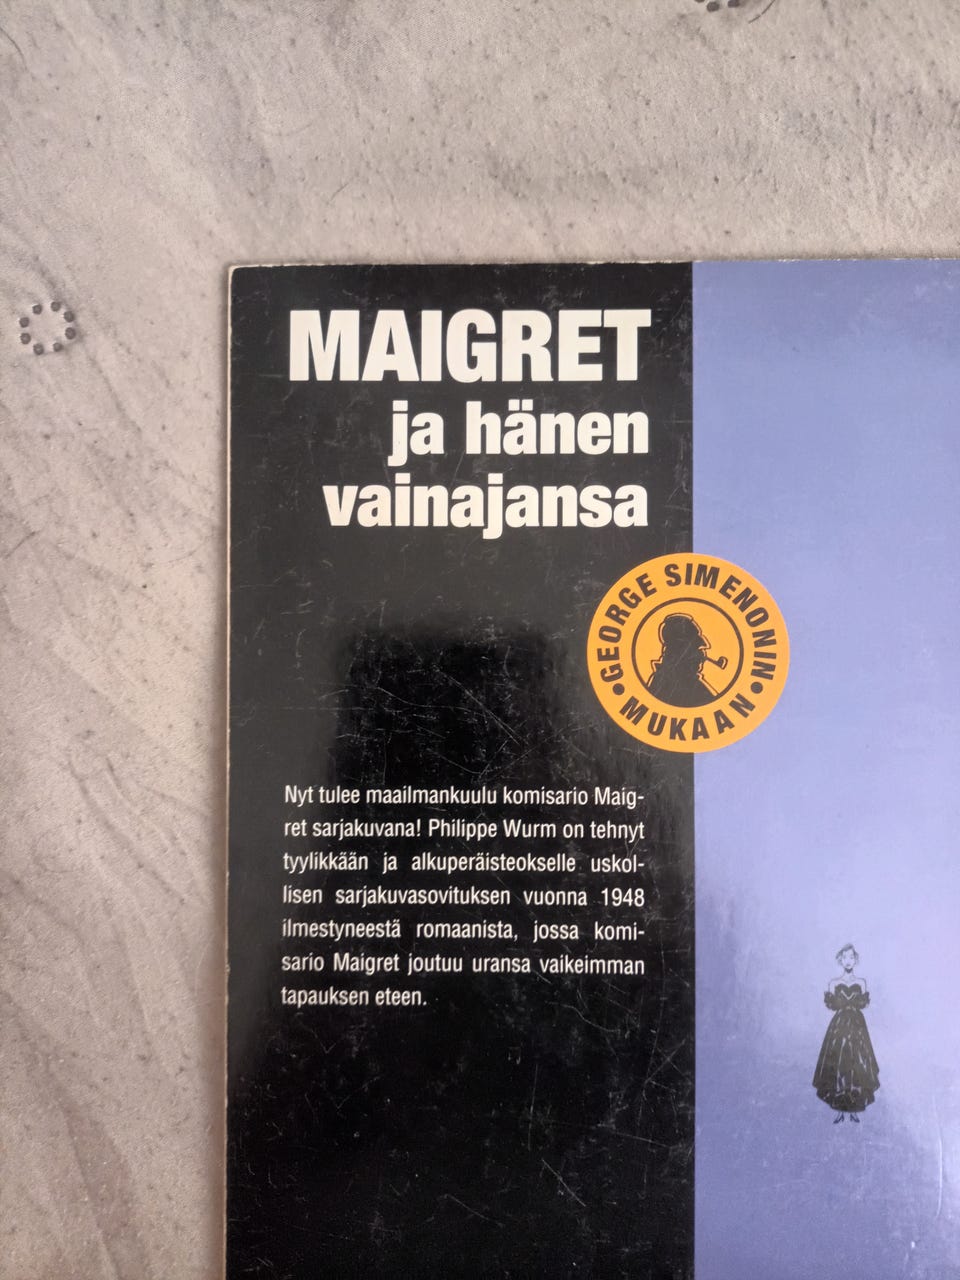 MAIGRET
ja hänen
vainajansa
GEORGE SIMENONIN
MUKAAN
Nyt tulee maailmankuulu komisario Maig-
ret sarjakuvana! Philippe Wurm on tehnyt
tyylikkään ja alkuperäisteokselle uskol-
lisen sarjakuvasovituksen vuonna 1948
ilmestyneestä romaanista, jossa komi-
sario Maigret joutuu uransa vaikeimman
tapauksen eteen.